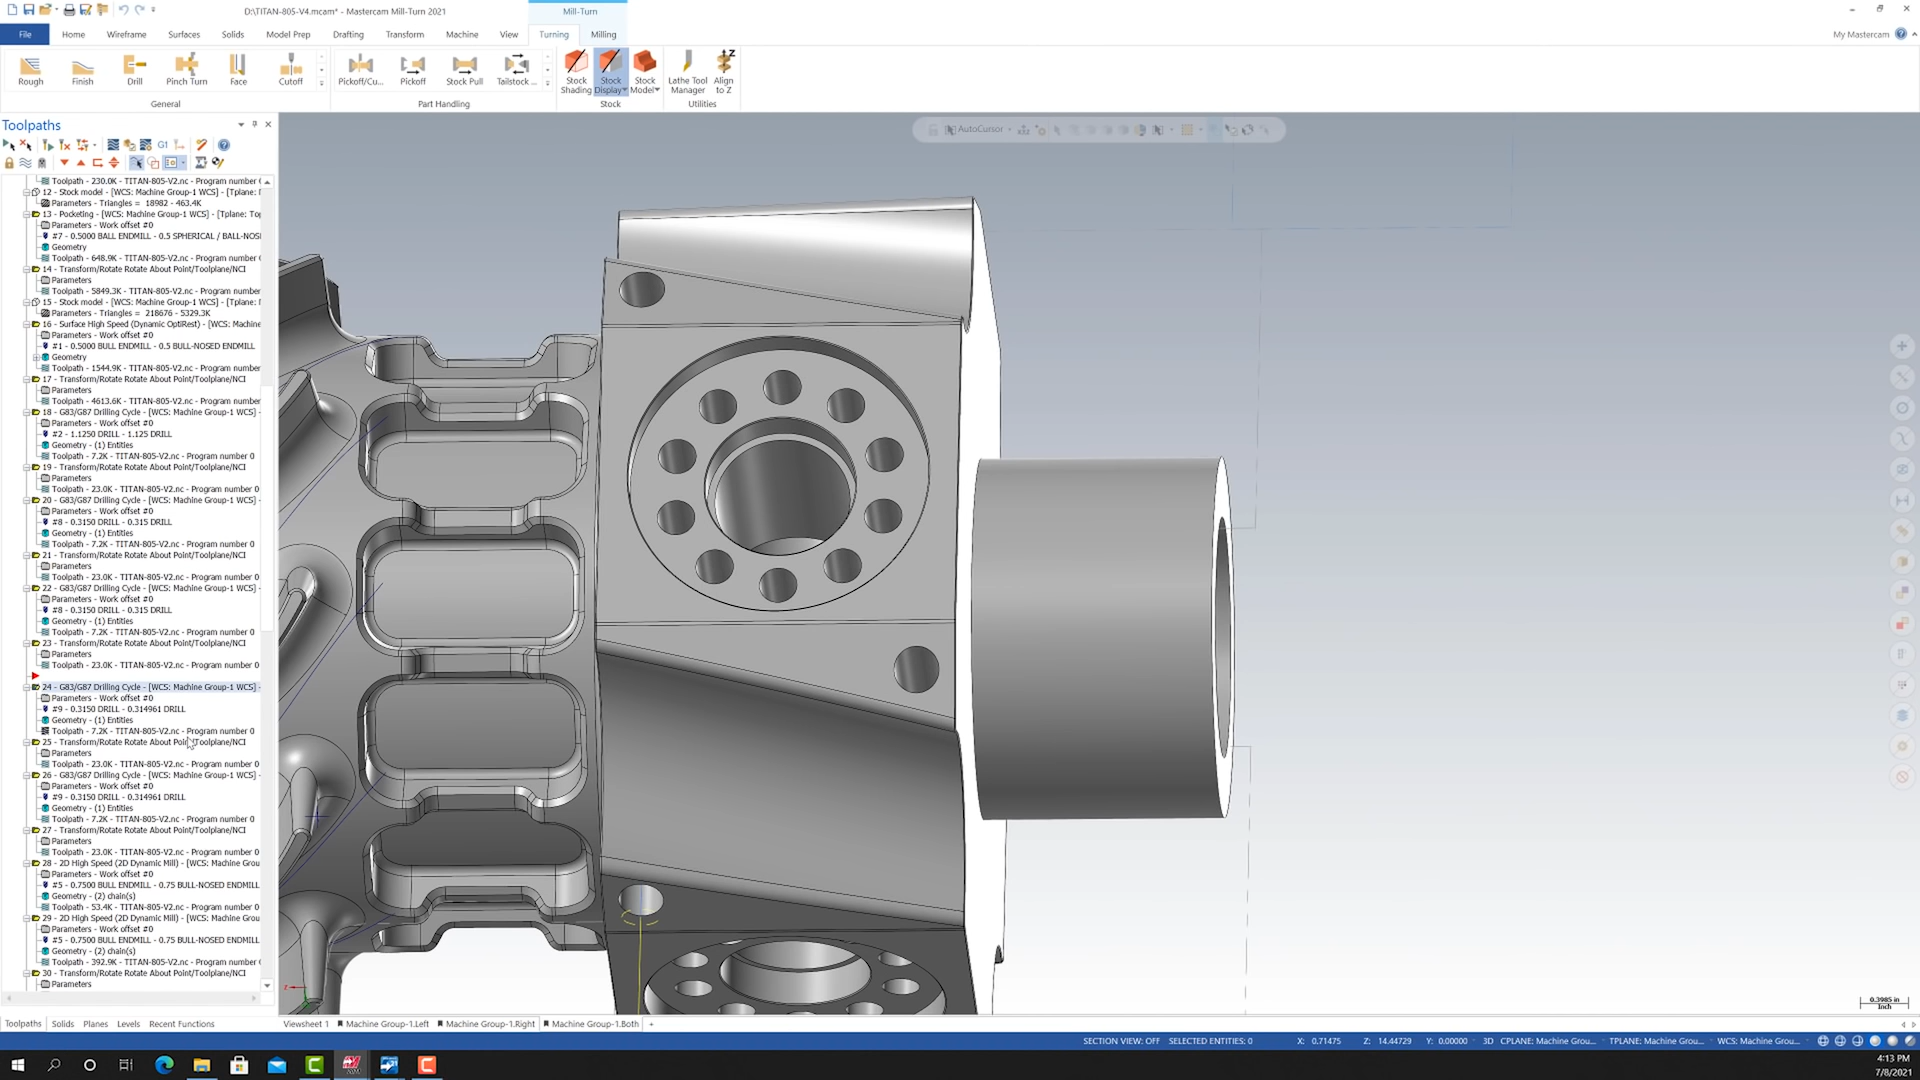 D:\TITAN-805-V4.mcam* - Mastercam Mill-Turn 2021
Mill-Turn
File
Home
Wireframe
Surfaces
Solids
Model Prep
Drafting
Transform
Machine
View
Turning
Milling
My Mastercam
Rough
Finish
Drill
Pinch Turn
Face
Cutoff
Pickoff/Cu...
Pickoff
Stock Pull
Tailstock ...
Stock Shading
Stock Display
Stock Model
Lathe Tool Manager
Align to Z
General
Part Handling
Stock
Utilities
Toolpaths
G1
AutoCursor
Toolpath - 230.0K - TITAN-805-V2.nc - Program number
12 - Stock model - [WCS: Machine Group-1 WCS] - [Tplane:
Parameters - Triangles = 18982 - 463.4K
13 - Pocketing - [WCS: Machine Group-1 WCS] - [Tplane: Top
Parameters - Work offset #0
#7 - 0.5000 BALL ENDMILL - 0.5 SPHERICAL / BALL-NOS
Geometry
Toolpath - 648.9K - TITAN-805-V2.nc - Program number
14 - Transform/Rotate Rotate About Point/Toolplane/NCI
Parameters
Toolpath - 5849.3K - TITAN-805-V2.nc - Program number
15 - Stock model - [WCS: Machine Group-1 WCS] - [Tplane:
Parameters - Triangles = 218676 - 5329.3K
16 - Surface High Speed (Dynamic OptiRest) - [WCS: Machine
Parameters - Work offset #0
#1 - 0.5000 BULL ENDMILL - 0.5 BULL-NOSED ENDMILL
Geometry
Toolpath - 1544.9K - TITAN-805-V2.nc - Program number
17 - Transform/Rotate Rotate About Point/Toolplane/NCI
Parameters
Toolpath - 4613.6K - TITAN-805-V2.nc - Program number
18 - G83/G87 Drilling Cycle - [WCS: Machine Group-1 WCS] -
Parameters - Work offset #0
#2 - 1.1250 DRILL - 1.125 DRILL
Geometry - (1) Entities
Toolpath - 7.2K - TITAN-805-V2.nc - Program number 0
19 - Transform/Rotate Rotate About Point/Toolplane/NCI
Parameters
Toolpath - 23.0K - TITAN-805-V2.nc - Program number 0
20 - G83/G87 Drilling Cycle - [WCS: Machine Group-1 WCS] -
Parameters - Work offset #0
#8 - 0.3150 DRILL - 0.315 DRILL
Geometry - (1) Entities
Toolpath - 7.2K - TITAN-805-V2.nc - Program number 0
21 - Transform/Rotate Rotate About Point/Toolplane/NCI
Parameters
Toolpath - 23.0K - TITAN-805-V2.nc - Program number 0
22 - G83/G87 Drilling Cycle - [WCS: Machine Group-1 WCS] -
Parameters - Work offset #0
#8 - 0.3150 DRILL - 0.315 DRILL
Geometry - (1) Entities
Toolpath - 7.2K - TITAN-805-V2.nc - Program number 0
23 - Transform/Rotate Rotate About Point/Toolplane/NCI
Parameters
Toolpath - 23.0K - TITAN-805-V2.nc - Program number 0
24 - G83/G87 Drilling Cycle - [WCS: Machine Group-1 WCS] -
Parameters - Work offset #0
#9 - 0.3150 DRILL - 0.314961 DRILL
Geometry - (1) Entities
Toolpath - 7.2K - TITAN-805-V2.nc - Program number 0
25 - Transform/Rotate Rotate About Point/Toolplane/NCI
Parameters
Toolpath - 23.0K - TITAN-805-V2.nc - Program number 0
26 - G83/G87 Drilling Cycle - [WCS: Machine Group-1 WCS] -
Parameters - Work offset #0
#9 - 0.3150 DRILL - 0.314961 DRILL
Geometry - (1) Entities
Toolpath - 7.2K - TITAN-805-V2.nc - Program number 0
27 - Transform/Rotate Rotate About Point/Toolplane/NCI
Parameters
Toolpath - 23.0K - TITAN-805-V2.nc - Program number 0
28 - 2D High Speed (2D Dynamic Mill) - [WCS: Machine Grou
Parameters - Work offset #0
#5 - 0.7500 BULL ENDMILL - 0.75 BULL-NOSED ENDMILL
Geometry - (2) chain(s)
Toolpath - 53.4K - TITAN-805-V2.nc - Program number 0
29 - 2D High Speed (2D Dynamic Mill) - [WCS: Machine Grou
Parameters - Work offset #0
#5 - 0.7500 BULL ENDMILL - 0.75 BULL-NOSED ENDMILL
Geometry - (2) chain(s)
Toolpath - 392.9K - TITAN-805-V2.nc - Program number
30 - Transform/Rotate Rotate About Point/Toolplane/NCI
Parameters
Z
0.3985 in
Inch
Toolpaths
Solids
Planes
Levels
Recent Functions
Viewsheet 1
Machine Group-1.Left
Machine Group-1.Right
Machine Group-1.Both
+
SECTION VIEW: OFF
SELECTED ENTITIES: 0
X: 0.71475
Z: 14.44729
Y: 0.00000
3D
CPLANE: Machine Grou...
TPLANE: Machine Grou...
WCS: Machine Grou...
4:13 PM
7/8/2021